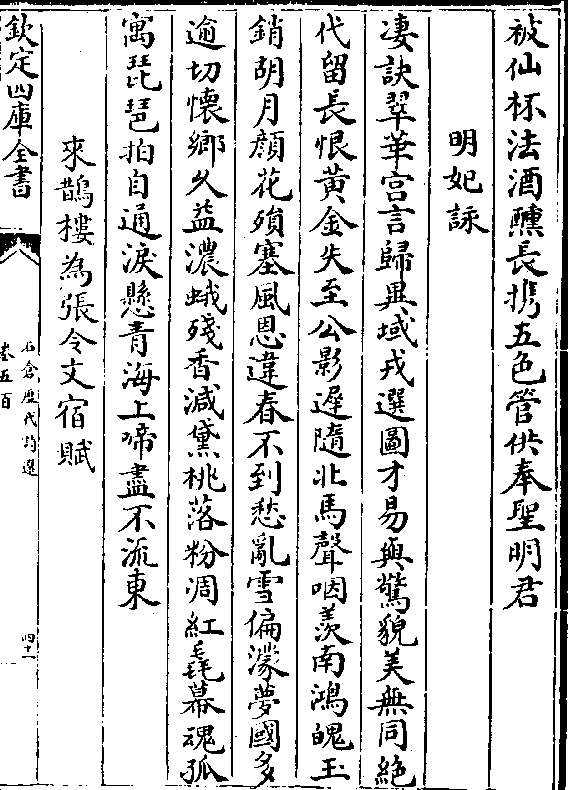 被仙杯法酒醺長携五色管供奉聖明君
明妃詠
凄訣翠華宮言歸異域戎選圖才易與驚貌美無同絶
代留長恨黄金失至公影遲隨北馬聲咽羨南鴻媿玉
銷胡月顔花殞塞風恩違春不到愁亂雪偏濛夢國多
逾切懷鄉久益濃蛾殘香減黛桃落粉凋紅毳幕魂孤
寓琵琶拍自通淚懸青海上啼盡不流東
來鵲樓為張令文宿賦
欽定四庫全書
石倉歷代詩選
卷五百
四十一